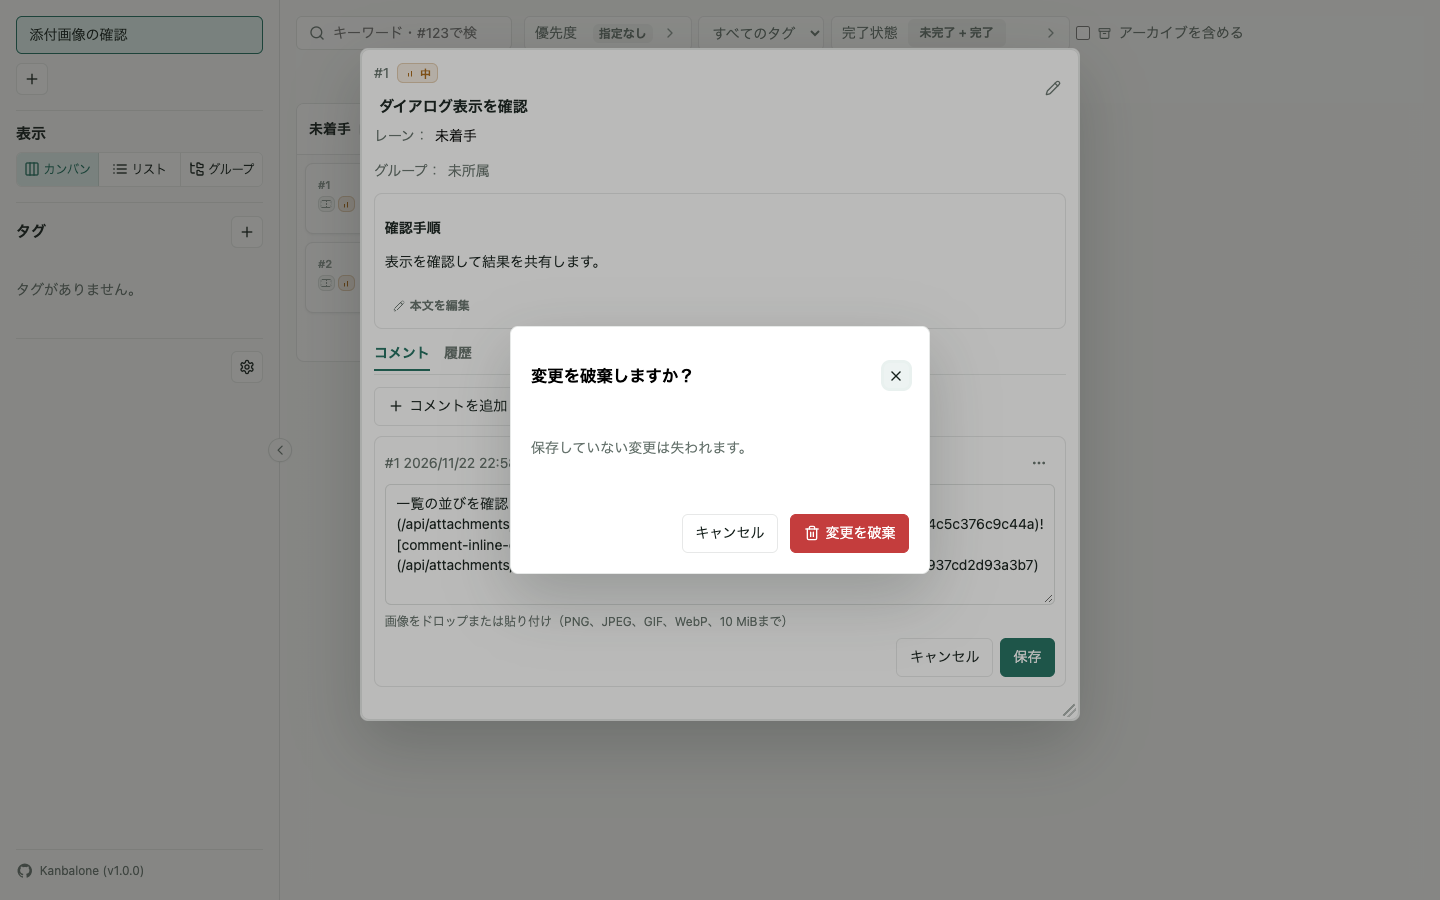 添付画像の確認
表示
カンバン
リスト
グループ
タグ
タグがありません。
Kanbalone (v1.0.0)
キーワード・#123で検
優先度
指定なし
すべてのタグ
完了状態
未完了 + 完了
アーカイブを含める
未着手
#1
#2
#1
中
ダイアログ表示を確認
レーン： 未着手
グループ： 未所属
確認手順
表示を確認して結果を共有します。
本文を編集
コメント
履歴
コメントを追加
#1 2026/11/22 22:5
一覧の並びを確認
(/api/attachments
4c5c376c9c44a)!
[comment-inline-
(/api/attachments
937cd2d93a3b7)
画像をドロップまたは貼り付け（PNG、JPEG、GIF、WebP、10 MiBまで）
キャンセル
保存
変更を破棄しますか？
保存していない変更は失われます。
キャンセル
変更を破棄